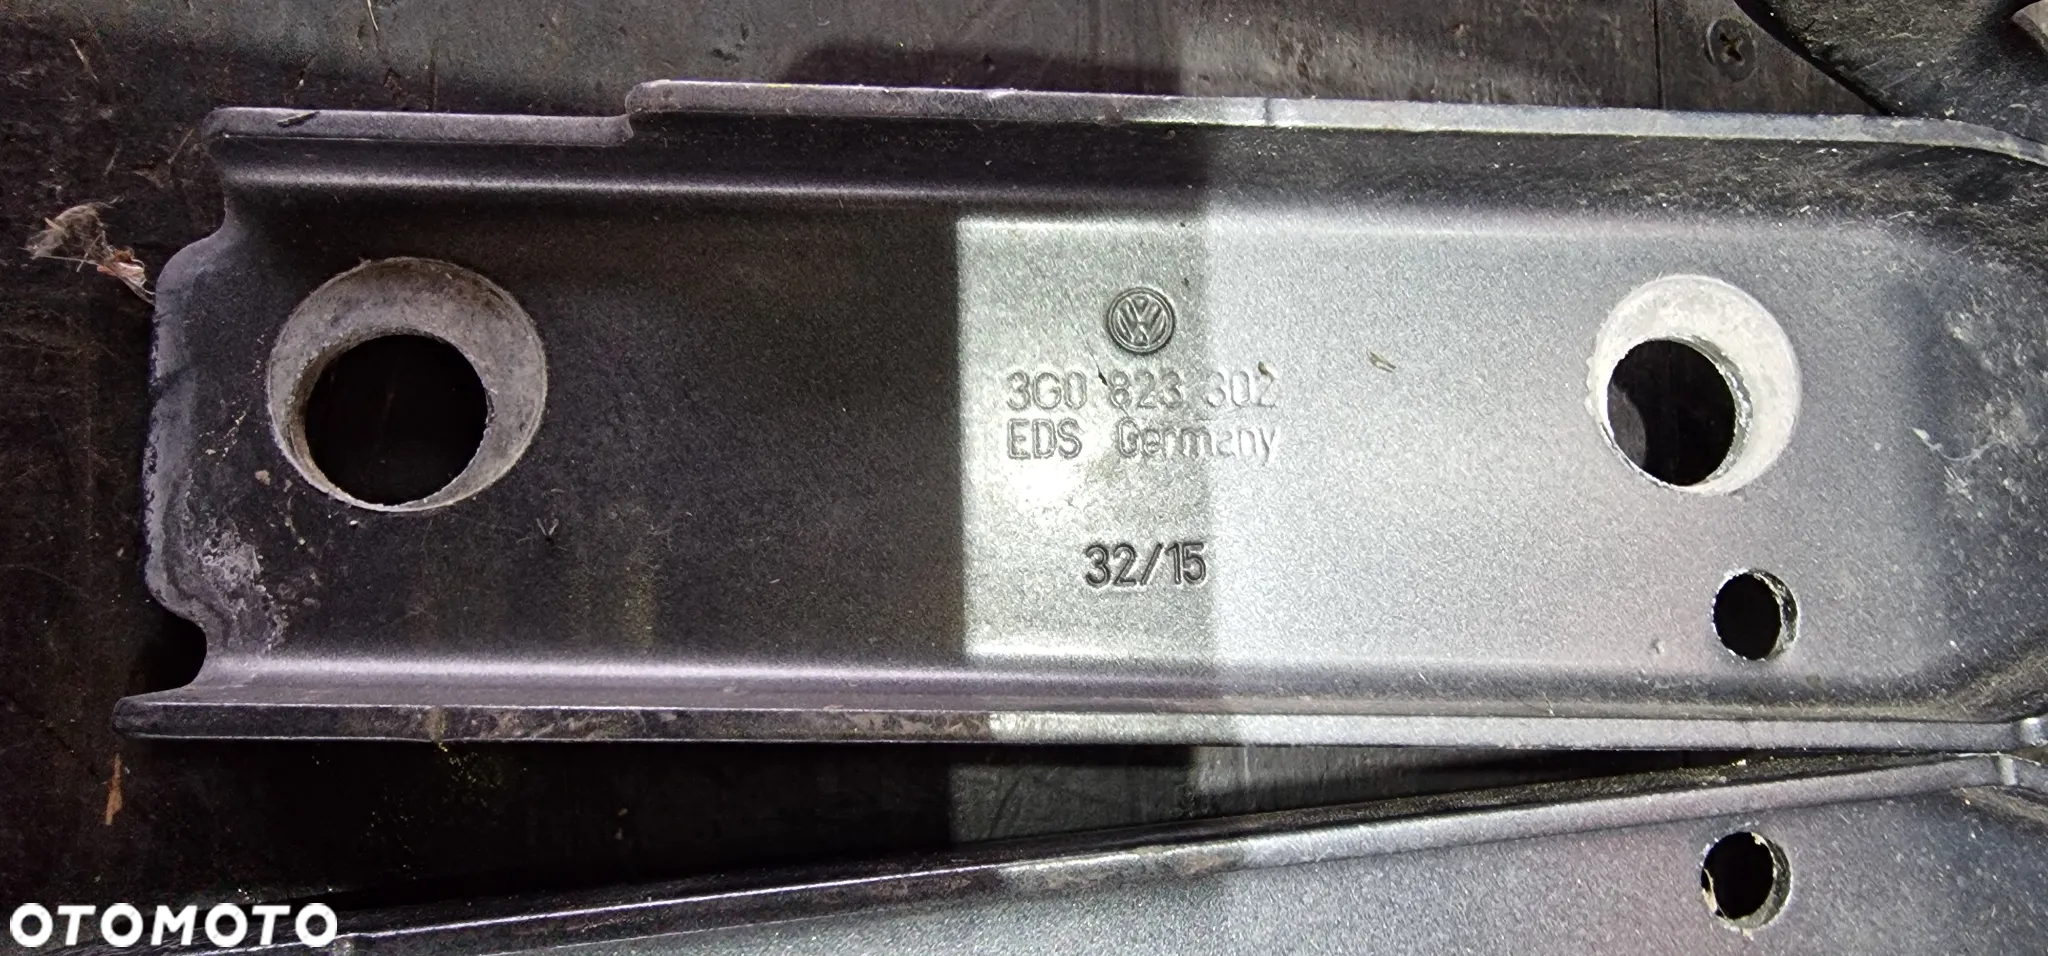 3G0 823 302
EDS Germany
32/15
OTOMOTO